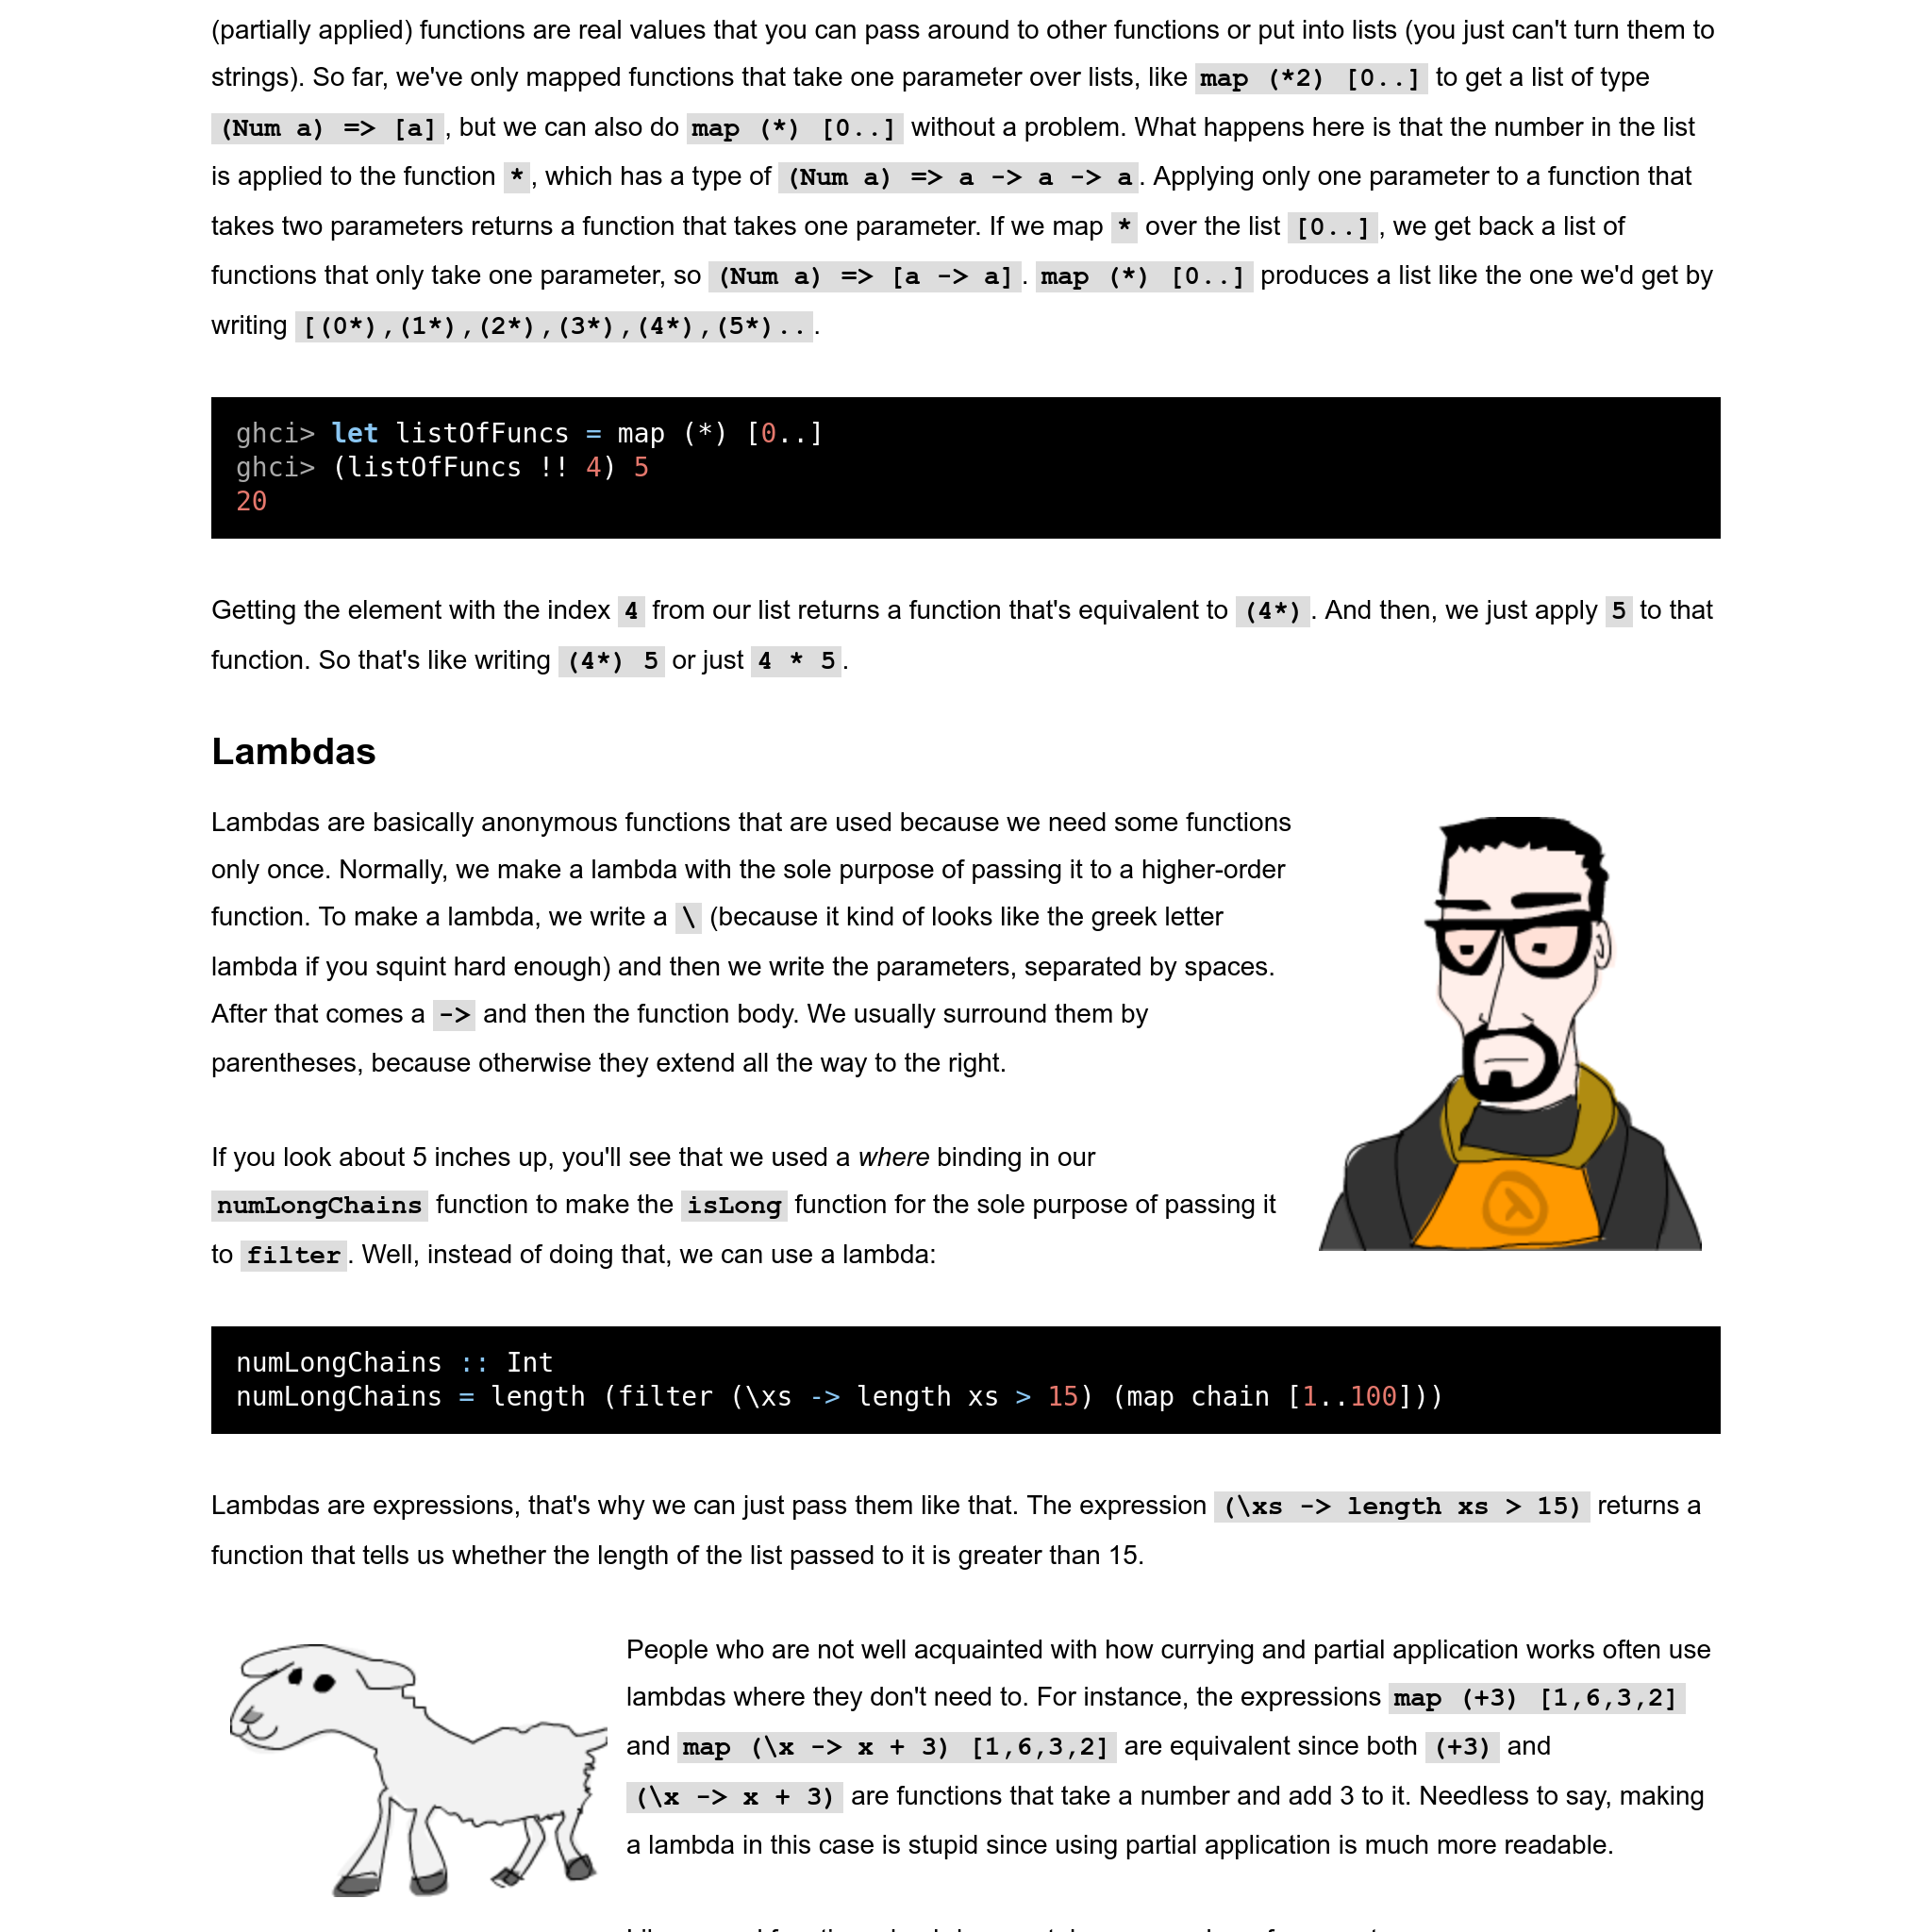 (partially applied) functions are real values that you can pass around to other functions or put into lists (you just can't turn them to
strings). So far, we've only mapped functions that take one parameter over lists, like map (*2) [0..] to get a list of type
(Num a) => [a], but we can also do map (*) [0..] without a problem. What happens here is that the number in the list
is applied to the function *, which has a type of (Num a) => a -> a -> a. Applying only one parameter to a function that
takes two parameters returns a function that takes one parameter. If we map * over the list [0..], we get back a list of
functions that only take one parameter, so (Num a) => [a -> a]. map (*) [0..] produces a list like the one we'd get by
writing [(0*),(1*),(2*),(3*),(4*),(5*)...
ghci> let listOfFuncs = map (*) [0..]
ghci> (listOfFuncs !! 4) 5
20
Getting the element with the index 4 from our list returns a function that's equivalent to (4*). And then, we just apply 5 to that
function. So that's like writing (4*) 5 or just 4 * 5.
Lambdas
Lambdas are basically anonymous functions that are used because we need some functions
only once. Normally, we make a lambda with the sole purpose of passing it to a higher-order
function. To make a lambda, we write a \ (because it kind of looks like the greek letter
lambda if you squint hard enough) and then we write the parameters, separated by spaces.
After that comes a -> and then the function body. We usually surround them by
parentheses, because otherwise they extend all the way to the right.
If you look about 5 inches up, you'll see that we used a where binding in our
numLongChains function to make the isLong function for the sole purpose of passing it
to filter. Well, instead of doing that, we can use a lambda:
numLongChains :: Int
numLongChains = length (filter (\xs -> length xs > 15) (map chain [1..100]))
Lambdas are expressions, that's why we can just pass them like that. The expression (\xs -> length xs > 15) returns a
function that tells us whether the length of the list passed to it is greater than 15.
People who are not well acquainted with how currying and partial application works often use
lambdas where they don't need to. For instance, the expressions map (+3) [1,6,3,2]
and map (\x -> x + 3) [1,6,3,2] are equivalent since both (+3) and
(\x -> x + 3) are functions that take a number and add 3 to it. Needless to say, making
a lambda in this case is stupid since using partial application is much more readable.